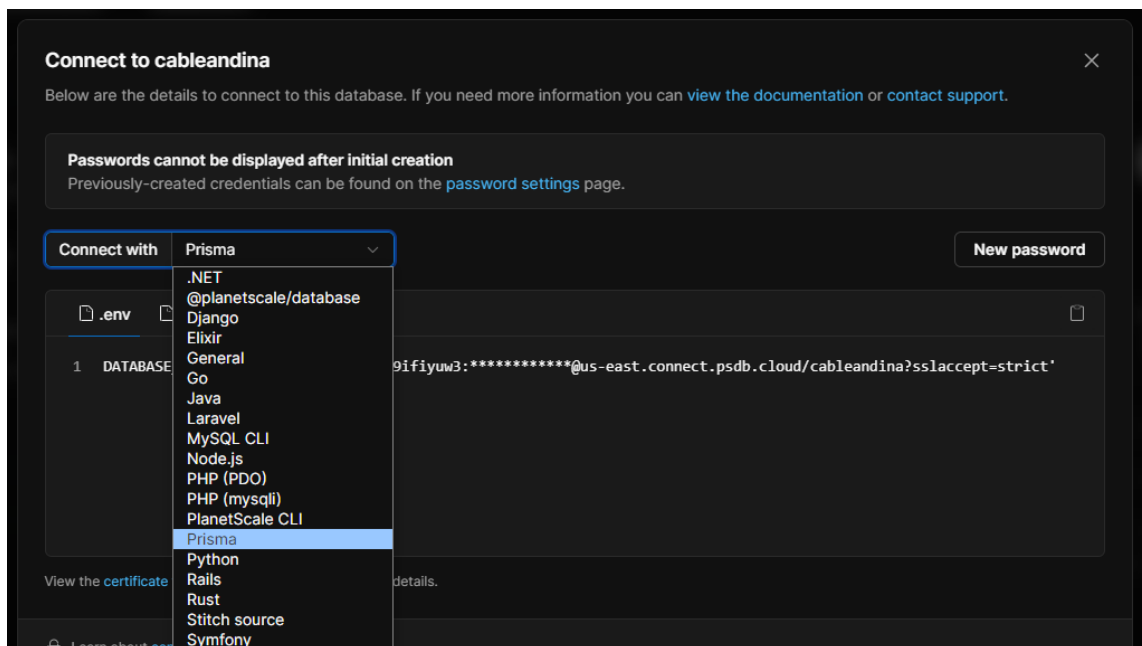 Connect to cableandina
Below are the details to connect to this database. If you need more information you can view the documentation or contact support.
Passwords cannot be displayed after initial creation
Previously-created credentials can be found on the password settings page.
Connect with Prisma
New password
.NET
@planetscale/database
Django
Elixir
General
Go
Java
Laravel
MySQL CLI
Node.js
PHP (PDO)
PHP (mysqli)
PlanetScale CLI
Prisma
Python
Rails
Rust
Stitch source
Symfony
.env
1 DATABASE 9ifiyuw3:************@us-east.connect.psdb.cloud/cableandina?sslaccept=strict'
View the certificate details.
Learn about